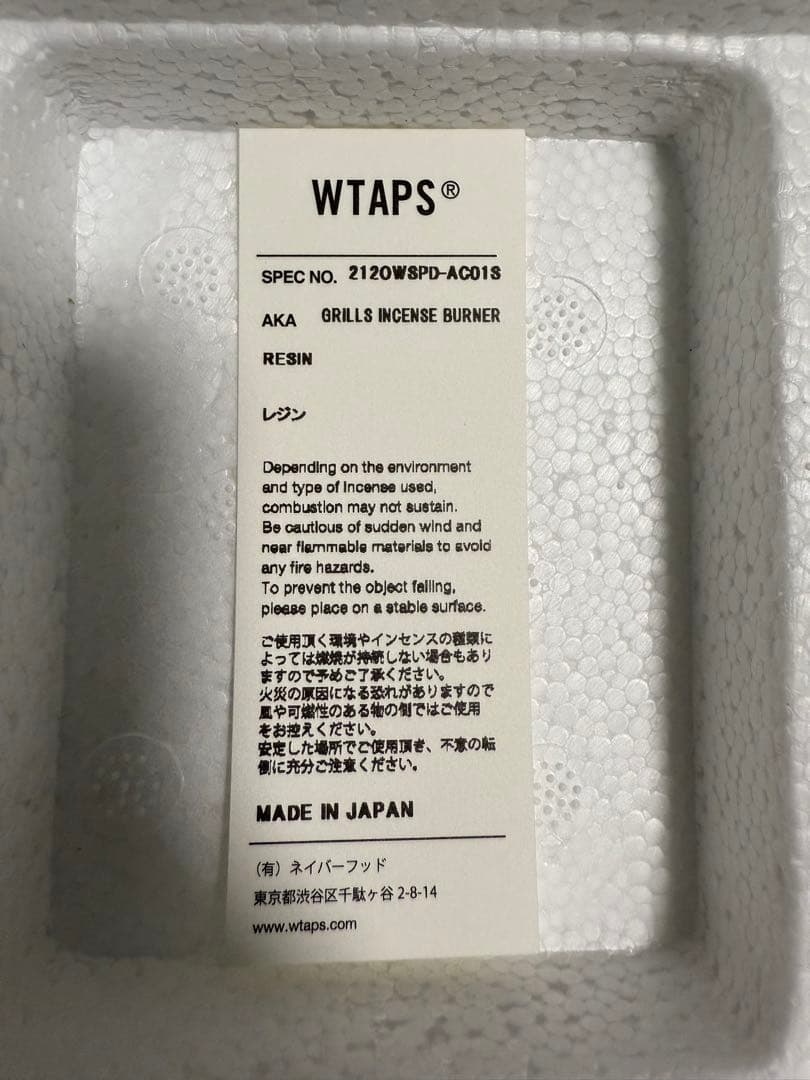 WTAPS®
SPEC NO. 2120WSPD-AC01S
AKA GRILLS INCENSE BURNER
RESIN
レジン
Depending on the environment
and type of incense used,
combustion may not sustain.
Be cautious of sudden wind and
near flammable materials to avoid
any fire hazards.
To prevent the object falling,
please place on a stable surface.
ご使用頂く環境やインセンスの種類に
よっては燃焼が持続しない場合もあり
ますので予めご了承ください。
火災の原因になる恐れがありますので
風や可燃性のある物の側ではご使用
をお控えください。
安定した場所でご使用頂き、不意の転
倒に充分ご注意ください。
MADE IN JAPAN
(有) ネイバーフッド
東京都渋谷区千駄ヶ谷 2-8-14
www.wtaps.com